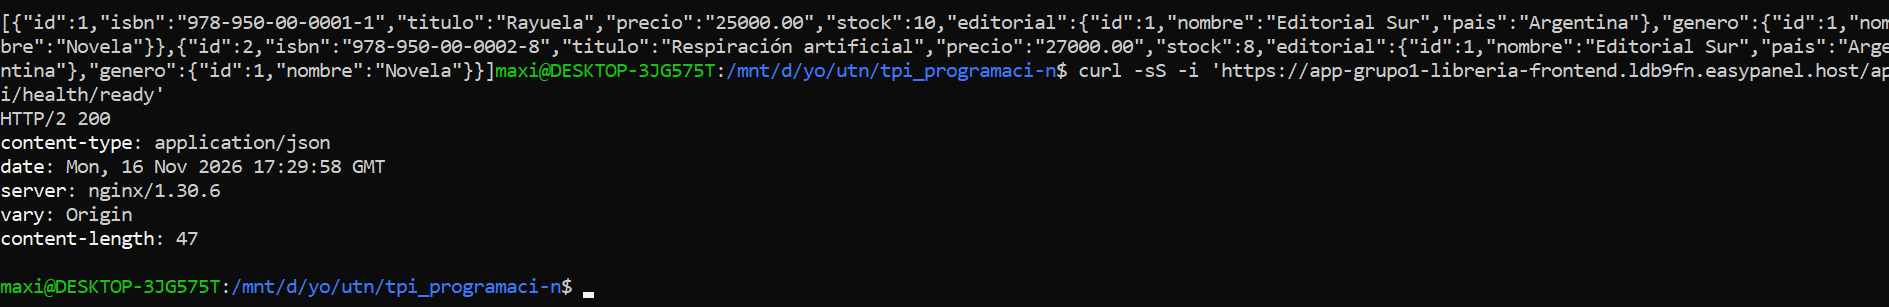 [{"id":1,"isbn":"978-950-00-0001-1","titulo":"Rayuela","precio":"25000.00","stock":10,"editorial":{"id":1,"nombre":"Editorial Sur","pais":"Argentina"},"genero":{"id":1,"nom
bre":"Novela"}},{"id":2,"isbn":"978-950-00-0002-8","titulo":"Respiración artificial","precio":"27000.00","stock":8,"editorial":{"id":1,"nombre":"Editorial Sur","pais":"Arge
ntina"},"genero":{"id":1,"nombre":"Novela"}}]maxi@DESKTOP-3JG575T:/mnt/d/yo/utn/tpi_programaci-n$ curl -sS -i 'https://app-grupo1-libreria-frontend.ldb9fn.easypanel.host/ap
i/health/ready'
HTTP/2 200
content-type: application/json
date: Mon, 16 Nov 2026 17:29:58 GMT
server: nginx/1.30.6
vary: Origin
content-length: 47
maxi@DESKTOP-3JG575T:/mnt/d/yo/utn/tpi_programaci-n$